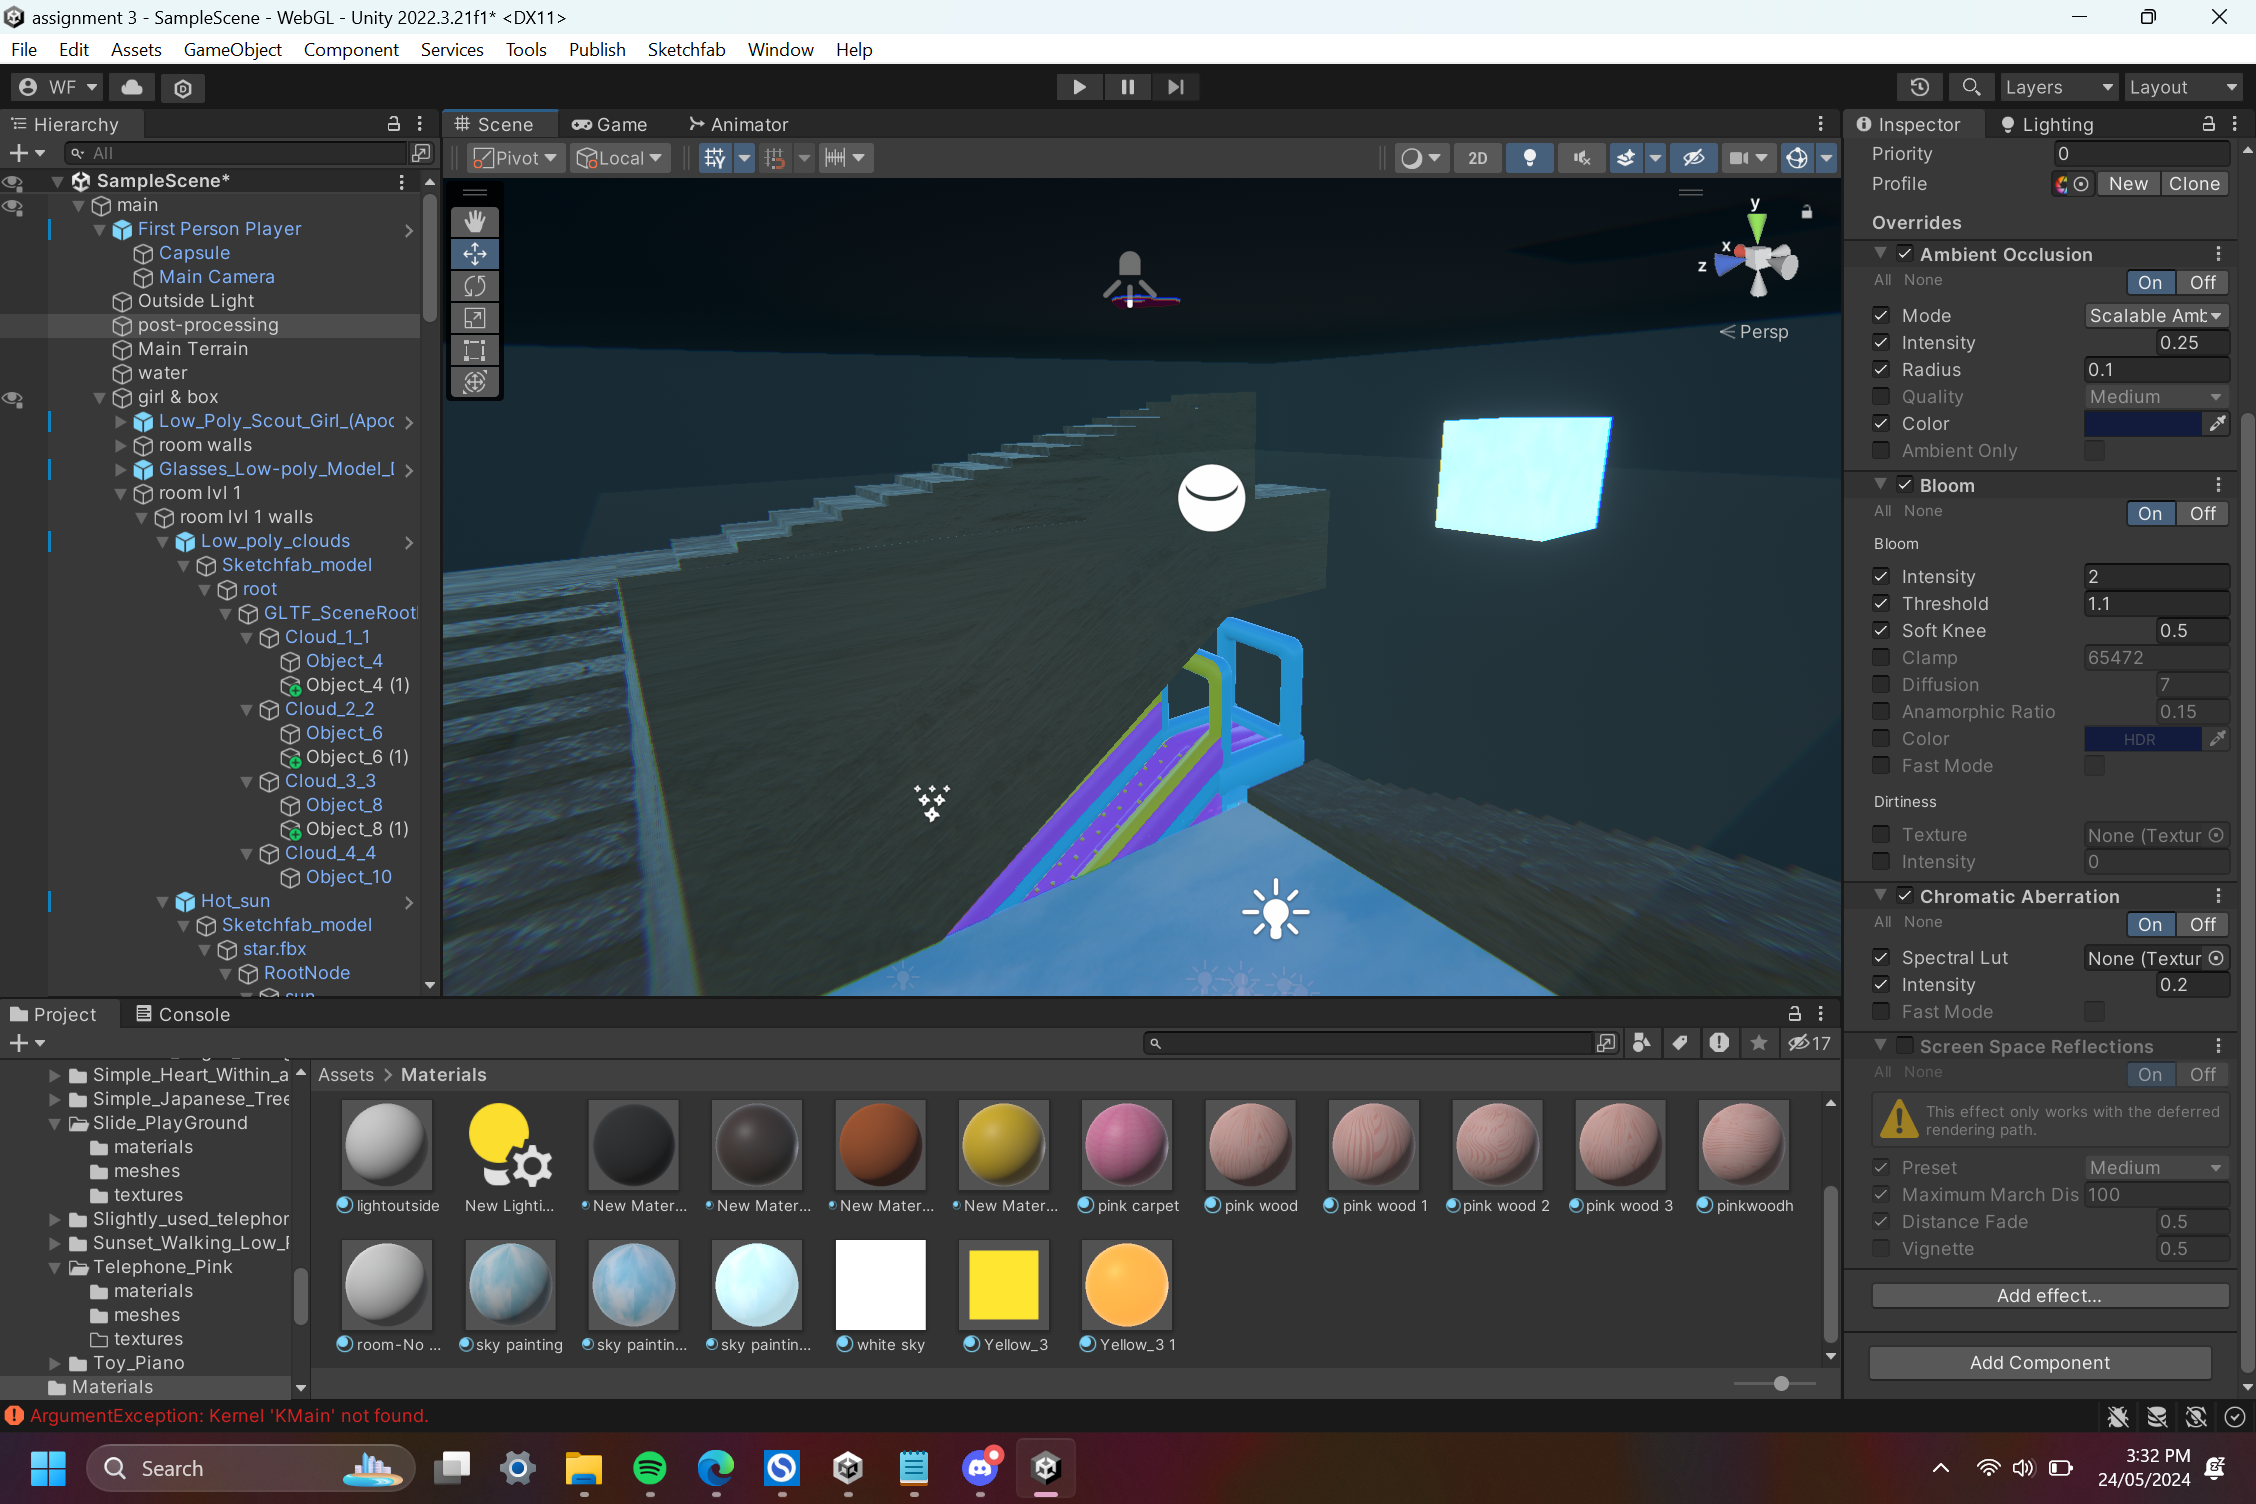 assignment 3 - SampleScene - WebGL - Unity 2022.3.21f1* <DX11>
File Edit Assets GameObject Component Services Tools Publish Sketchfab Window Help
WF
Layers
Layout
Hierarchy
All
SampleScene*
main
First Person Player
Capsule
Main Camera
Outside Light
post-processing
Main Terrain
water
girl & box
Low_Poly_Scout_Girl_(Apoc
room walls
Glasses_Low-poly_Model_D
room lvl 1
room lvl 1 walls
Low_poly_clouds
Sketchfab_model
root
GLTF_SceneRoot
Cloud_1_1
Object_4
Object_4 (1)
Cloud_2_2
Object_6
Object_6 (1)
Cloud_3_3
Object_8
Object_8 (1)
Cloud_4_4
Object_10
Hot_sun
Sketchfab_model
star.fbx
RootNode
sun
Scene Game Animator
Pivot Local
2D
y
x
z
Persp
Inspector Lighting
Priority 0
Profile New Clone
Overrides
Ambient Occlusion
All None On Off
Mode Scalable Amb
Intensity 0.25
Radius 0.1
Quality Medium
Color
Ambient Only
Bloom
All None On Off
Bloom
Intensity 2
Threshold 1.1
Soft Knee 0.5
Clamp 65472
Diffusion 7
Anamorphic Ratio 0.15
Color HDR
Fast Mode
Dirtiness
Texture None (Textur
Intensity 0
Chromatic Aberration
All None On Off
Spectral Lut None (Textur
Intensity 0.2
Fast Mode
Screen Space Reflections
All None On Off
This effect only works with the deferred
rendering path.
Preset Medium
Maximum March Dis 100
Distance Fade 0.5
Vignette 0.5
Add effect...
Add Component
Project Console
17
Simple_Heart_Within_a
Simple_Japanese_Tree
Slide_PlayGround
materials
meshes
textures
Slightly_used_telephor
Sunset_Walking_Low_F
Telephone_Pink
materials
meshes
textures
Toy_Piano
Materials
Assets > Materials
lightoutside New Lighti... New Mater... New Mater... New Mater... New Mater... pink carpet pink wood pink wood 1 pink wood 2 pink wood 3 pinkwoodh
room-No ... sky painting sky paintin... sky paintin... white sky Yellow_3 Yellow_3 1
ArgumentException: Kernel 'KMain' not found.
Search
3:32 PM
24/05/2024